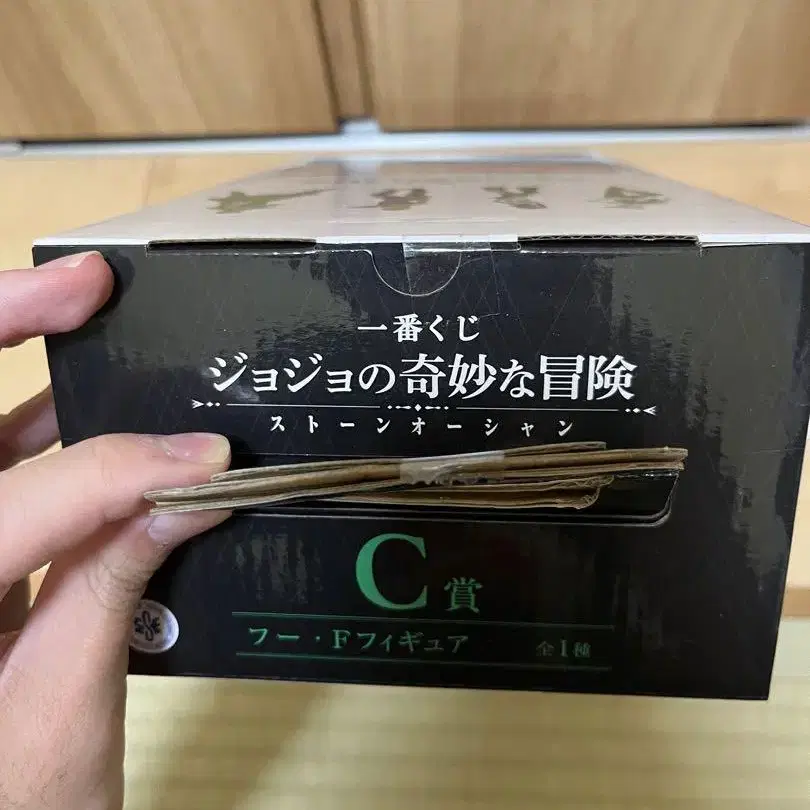 一番くじ
ジョジョの奇妙な冒険
ストーンオーシャン
C賞
フー・Fフィギュア 全1種